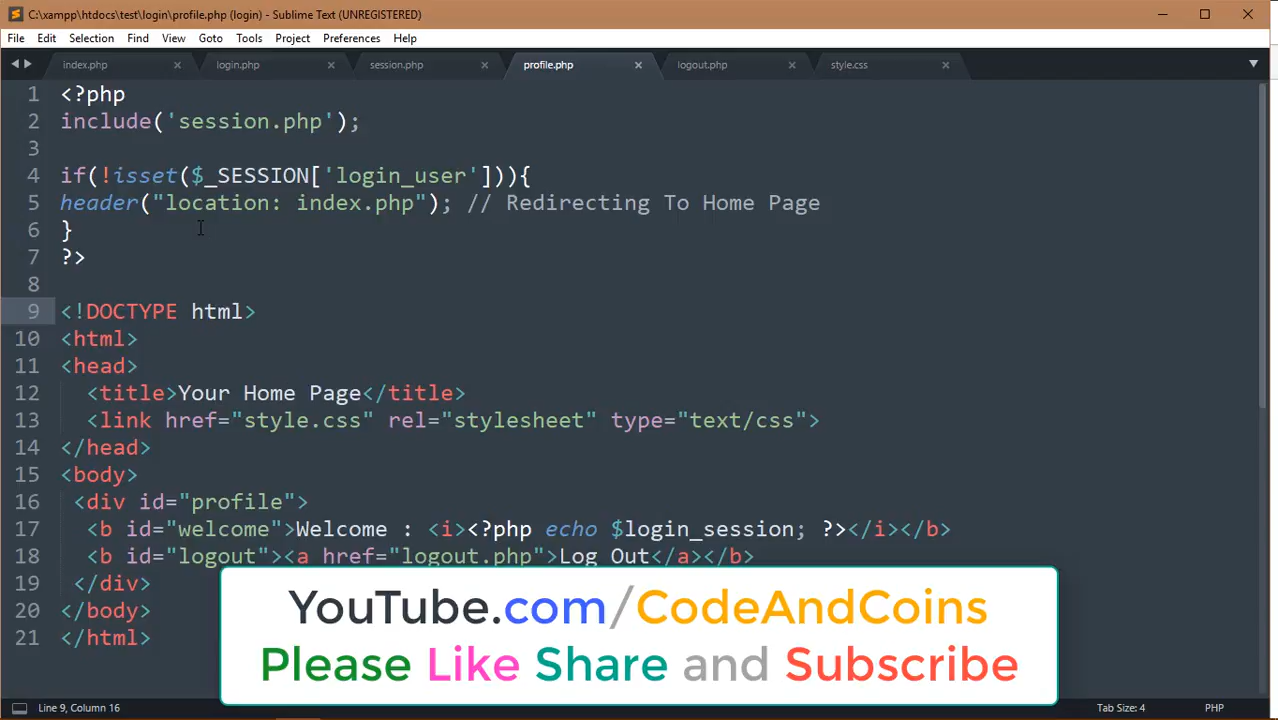 C:\xampp\htdocs\test\login\profile.php (login) - Sublime Text (UNREGISTERED)
File Edit Selection Find View Goto Tools Project Preferences Help
index.php login.php session.php profile.php logout.php style.css
1 <?php
2 include('session.php');
3
4 if(!isset($_SESSION['login_user'])){
5 header("location: index.php"); // Redirecting To Home Page
6 }
7 ?>
8
9 <!DOCTYPE html>
10 <html>
11 <head>
12 <title>Your Home Page</title>
13 <link href="style.css" rel="stylesheet" type="text/css">
14 </head>
15 <body>
16 <div id="profile">
17 <b id="welcome">Welcome : <i><?php echo $login_session; ?></i></b>
18 <b id="logout"><a href="logout.php">Log Out</a></b>
19 </div>
20 </body>
21 </html>
YouTube.com/CodeAndCoins
Please Like Share and Subscribe
Line 9, Column 16 Tab Size: 4 PHP